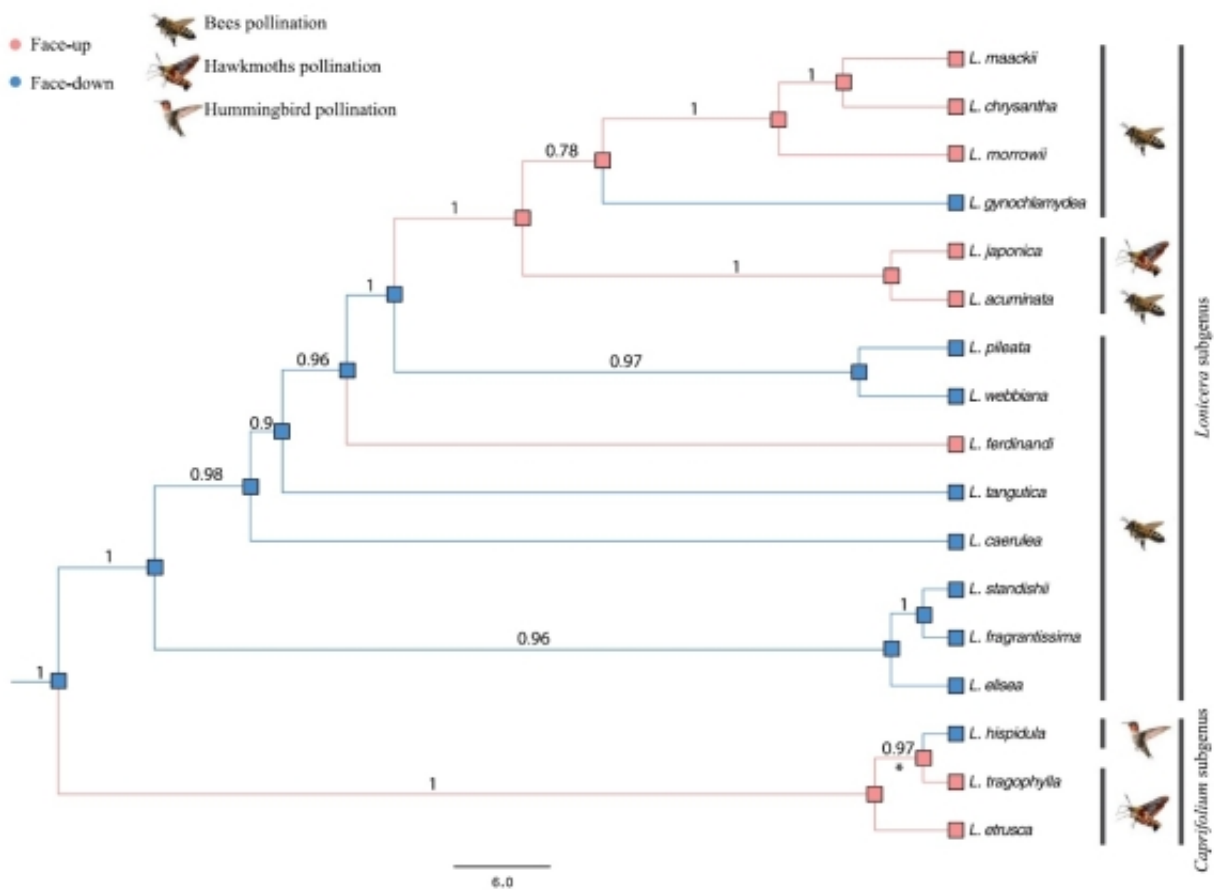 Face-up
Face-down
Bees pollination
Hawkmoths pollination
Hummingbird pollination
L. maackii
1
L. chrysantha
1
L. morrowii
0.78
L. gynochlamydea
1
L. japonica
1
L. acuminata
1
L. pileata
0.97
0.96
L. webbiana
0.9
L. ferdinandi
0.98
L. tangutica
L. caerulea
1
L. standishii
1
0.96
L. fragrantissima
L. elisea
1
L. hispidula
0.97
*
L. tragophylla
1
L. etrusca
6.0
Lonicera subgenus
Caprifolium subgenus